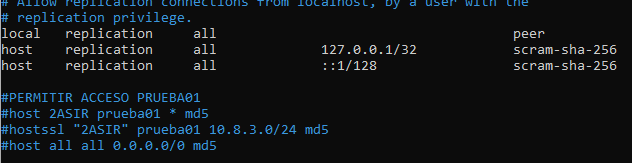 # Allow replication connections from localhost, by a user with the
# replication privilege.
local   replication     all                                     peer
host    replication     all             127.0.0.1/32            scram-sha-256
host    replication     all             ::1/128                 scram-sha-256
#PERMITIR ACCESO PRUEBA01
#host 2ASIR prueba01 * md5
#hostssl "2ASIR" prueba01 10.8.3.0/24 md5
#host all all 0.0.0.0/0 md5